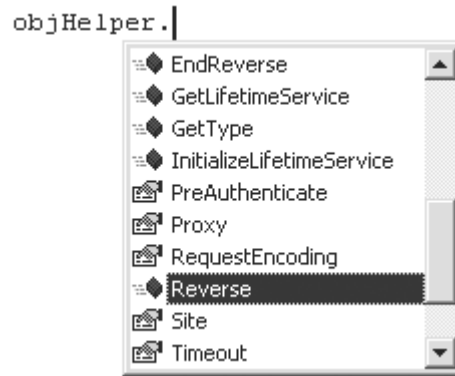 objHelper.
EndReverse
GetLifetimeService
GetType
InitializeLifetimeService
PreAuthenticate
Proxy
RequestEncoding
Reverse
Site
Timeout